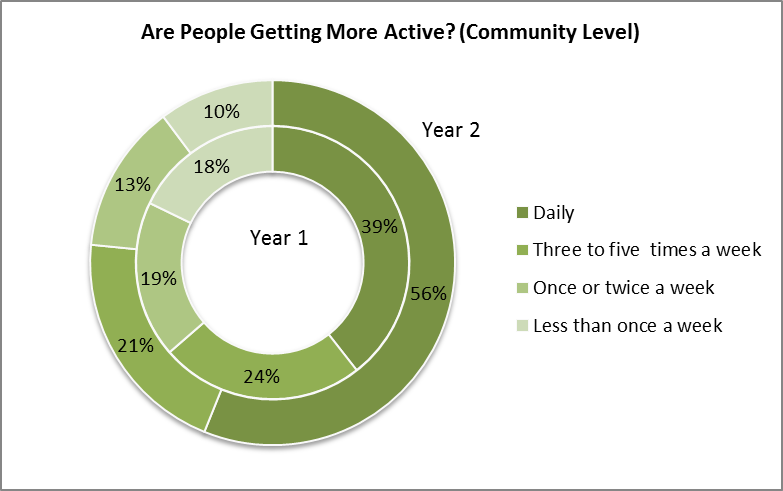 Are People Getting More Active? (Community Level)
10%
Year 2
18%
13%
39%
Year 1
19%
56%
21%
24%
Daily
Three to five times a week
Once or twice a week
Less than once a week